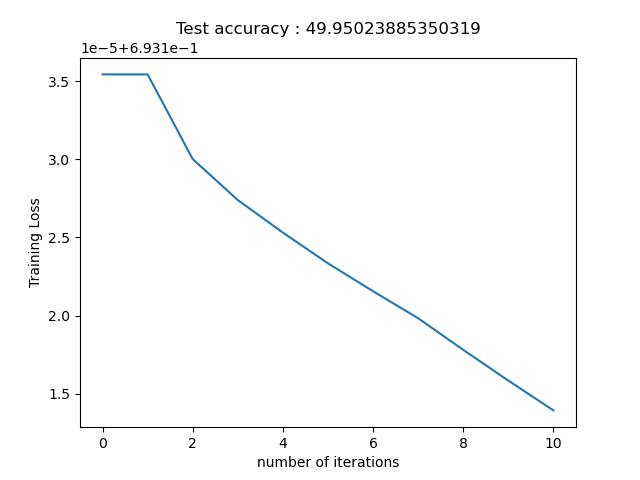 Test accuracy : 49.95023885350319
1e−5+6.931e−1
3.5
3.0
2.5
2.0
1.5
Training Loss
0 2 4 6 8 10
number of iterations